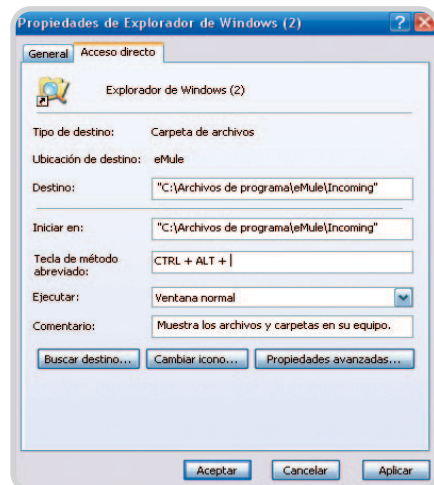 Propiedades de Explorador de Windows (2)
General
Acceso directo
Explorador de Windows (2)
Tipo de destino: Carpeta de archivos
Ubicación de destino: eMule
Destino: "C:\Archivos de programa\eMule\Incoming"
Iniciar en: "C:\Archivos de programa\eMule\Incoming"
Tecla de método
abreviado: CTRL + ALT +
Ejecutar: Ventana normal
Comentario: Muestra los archivos y carpetas en su equipo.
Buscar destino... Cambiar icono... Propiedades avanzadas...
Aceptar Cancelar Aplicar